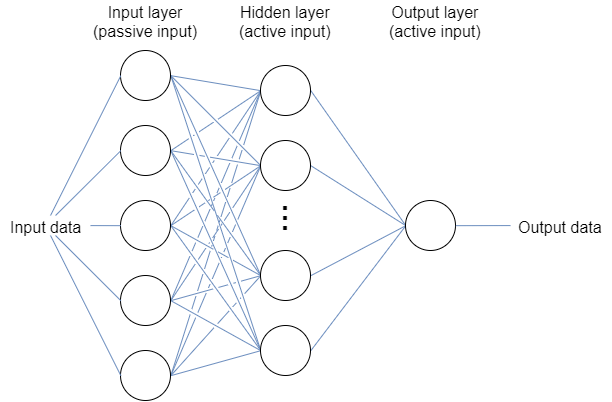 Input layer
(passive input)
Hidden layer
(active input)
Output layer
(active input)
Input data
Output data